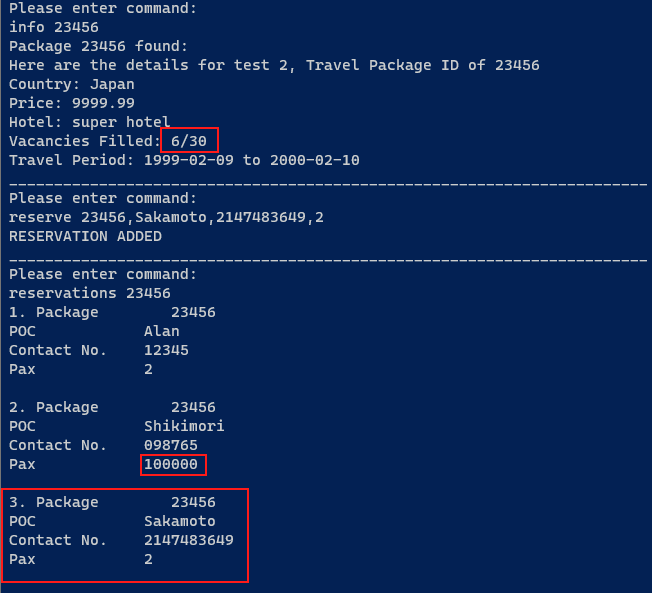 Please enter command:
info 23456
Package 23456 found:
Here are the details for test 2, Travel Package ID of 23456
Country: Japan
Price: 9999.99
Hotel: super hotel
Vacancies Filled: 6/30
Travel Period: 1999-02-09 to 2000-02-10
_______________________________________________________________________
Please enter command:
reserve 23456,Sakamoto,2147483649,2
RESERVATION ADDED
_______________________________________________________________________
Please enter command:
reservations 23456
1. Package        23456
POC            Alan
Contact No.    12345
Pax            2
2. Package        23456
POC            Shikimori
Contact No.    098765
Pax            100000
3. Package        23456
POC            Sakamoto
Contact No.    2147483649
Pax            2